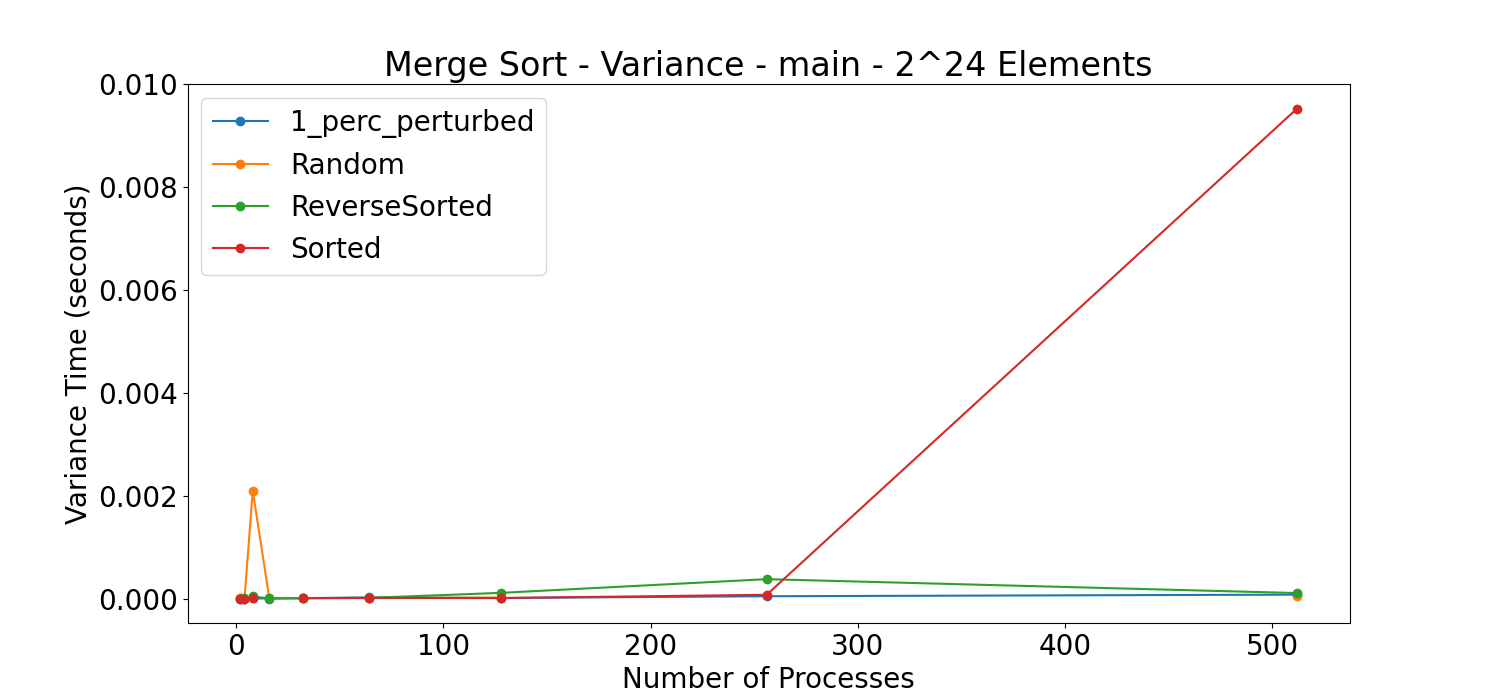 Merge Sort - Variance - main - 2^24 Elements
0.010
0.008
0.006
0.004
0.002
0.000
Variance Time (seconds)
1_perc_perturbed
Random
ReverseSorted
Sorted
0 100 200 300 400 500
Number of Processes